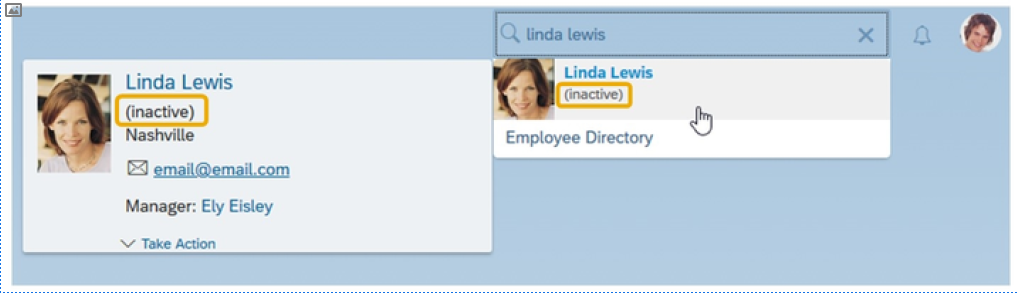 linda lewis
Linda Lewis
(inactive)
Employee Directory
Linda Lewis
(inactive)
Nashville
email@email.com
Manager: Ely Eisley
Take Action